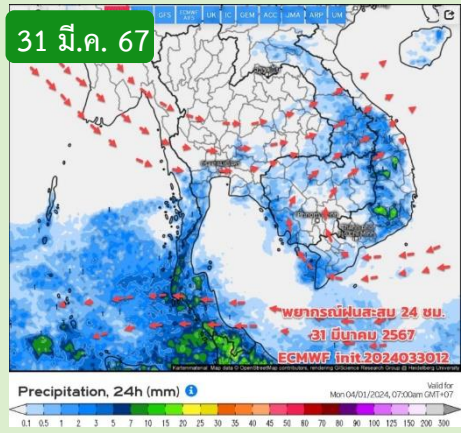 31 มี.ค. 67
GFS ECMWF UK IC GEM ACC JMA ARP UM
พยากรณ์ฝนสะสม 24 ชม.
31 มีนาคม 2567
ECMWF init.2024033012
Precipitation, 24h (mm)
Valid for
Mon 04/01/2024, 07:00am GMT+07
0.1 0.5 1 2 3 5 7 10 15 20 25 30 35 40 45 50 60 70 80 90 100 125 150 200 300